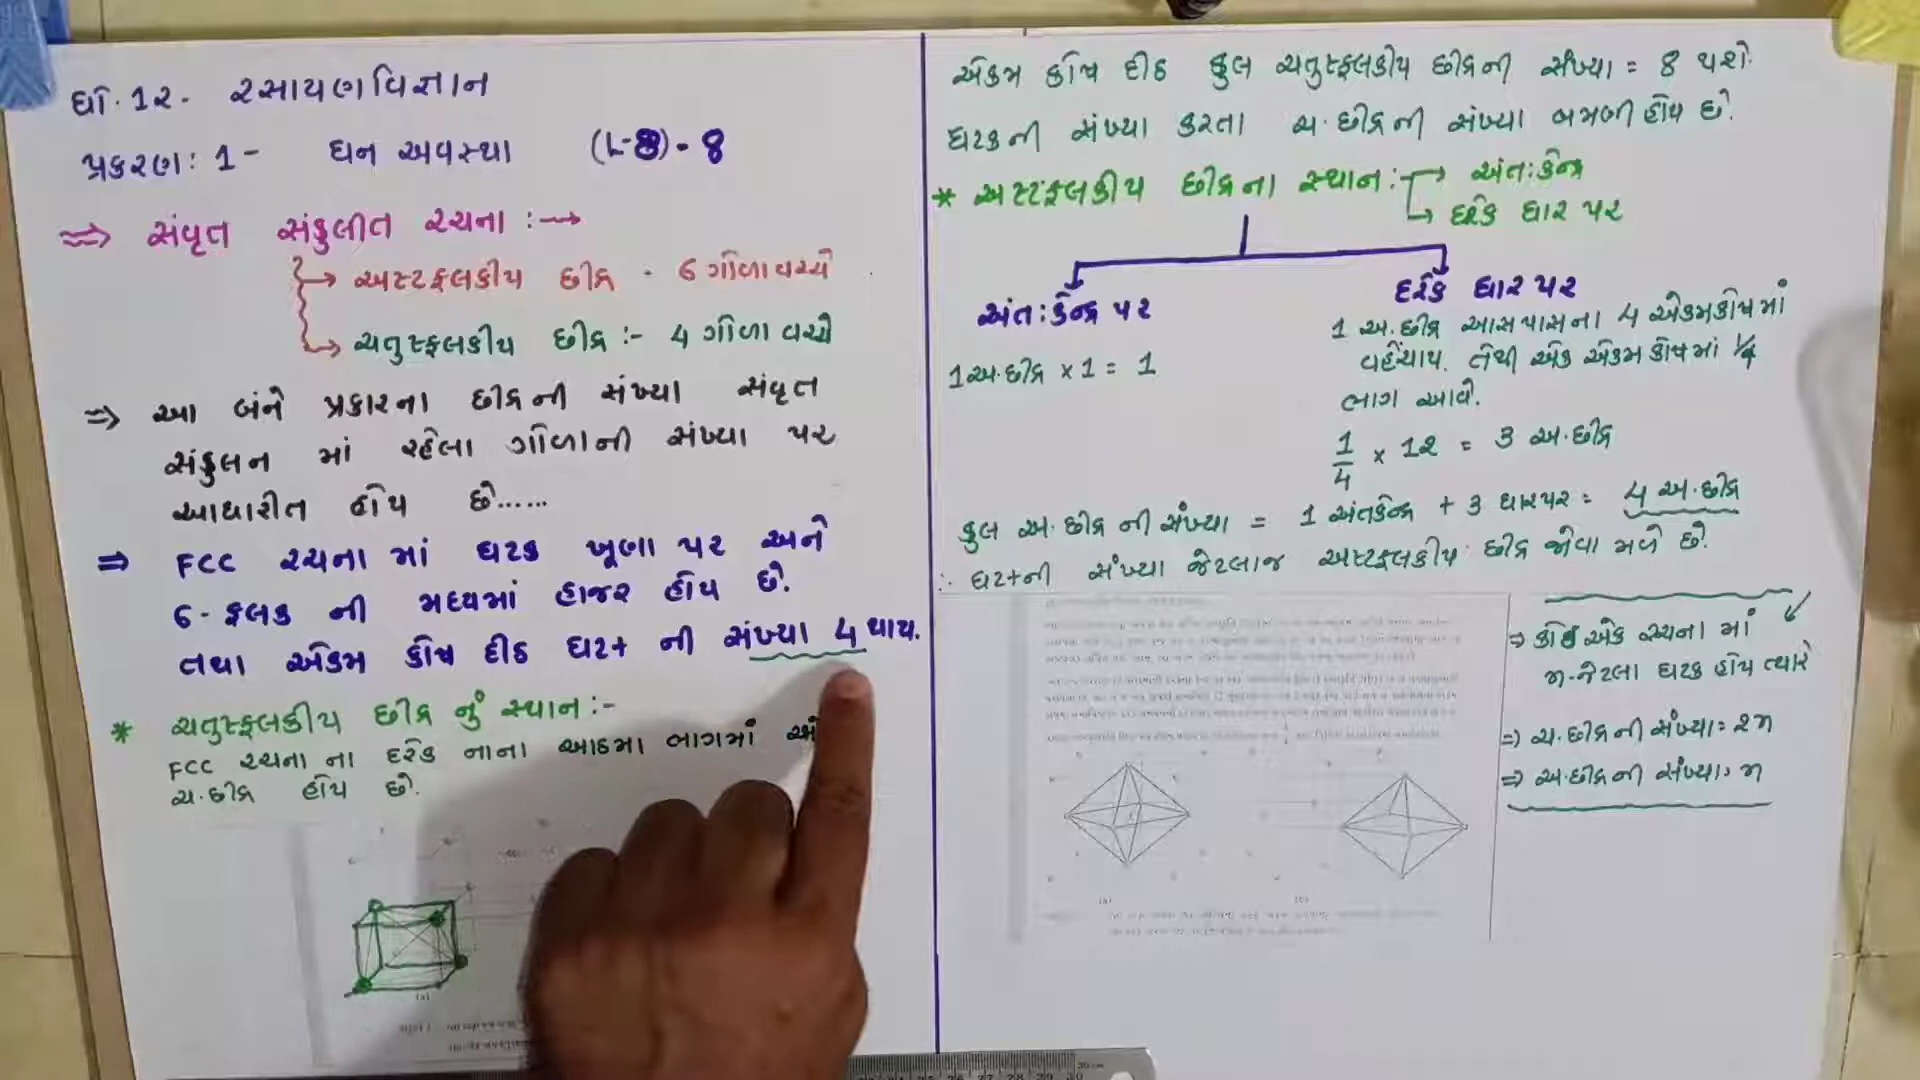 ધો.12- રસાયણવિજ્ઞાન
પ્રકરણ: 1- ઘન અવસ્થા (L-8)-8
⇒ સંવૃત સંકુલીત રચના :→
→ અષ્ટફલકીય છીદ્ર - 6 ગોળા વચ્ચે
→ ચતુષ્ફલકીય છીદ્ર :- 4 ગોળા વચ્ચે
⇒ આ બંને પ્રકારના છીદ્રની સંખ્યા સંવૃત
સંકુલન માં રહેલા ગોળાની સંખ્યા પર
આધારીત હોય છે......
⇒ FCC રચના માં ઘટક ખૂણા પર અને
6- ફલક ની મધ્યમાં હાજર હોય છે.
તથા એકમ કોષ દીઠ ઘટક ની સંખ્યા 4 થાય.
* ચતુષ્ફલકીય છીદ્ર નું સ્થાન :-
FCC રચના ના દરેક નાના આઠમા ભાગમાં
ચ.છીદ્ર હોય છે.
એકમ કોષ દીઠ કુલ ચતુષ્ફલકીય છીદ્રની સંખ્યા = 8 થશે.
ઘટકની સંખ્યા કરતા ચ.છીદ્રની સંખ્યા બમણી હોય છે.
* અષ્ટફલકીય છીદ્રના સ્થાન: → અંત:કેન્દ્ર
→ દરેક ધાર પર
અંત:કેન્દ્ર પર
1અ.છીદ્ર × 1 = 1
દરેક ધાર પર
1 અ.છીદ્ર આસપાસના 4 એકમકોષમાં
વહેંચાય. તેથી એક એકમ કોષમાં 1/4
ભાગ આવે.
1/4 × 12 = 3 અ.છીદ્ર
કુલ અ.છીદ્ર ની સંખ્યા = 1 અંતકેન્દ્ર + 3 ધારપર = 4 અ.છીદ્ર
∴ ઘટકની સંખ્યા જેટલાજ અષ્ટફલકીય છીદ્ર જોવા મળે છે.
⇒ કોઈ એક રચના માં
n-જેટલા ઘટક હોય ત્યારે
⇒ ચ.છીદ્રની સંખ્યા = 2n
⇒ અ.છીદ્રની સંખ્યા = n